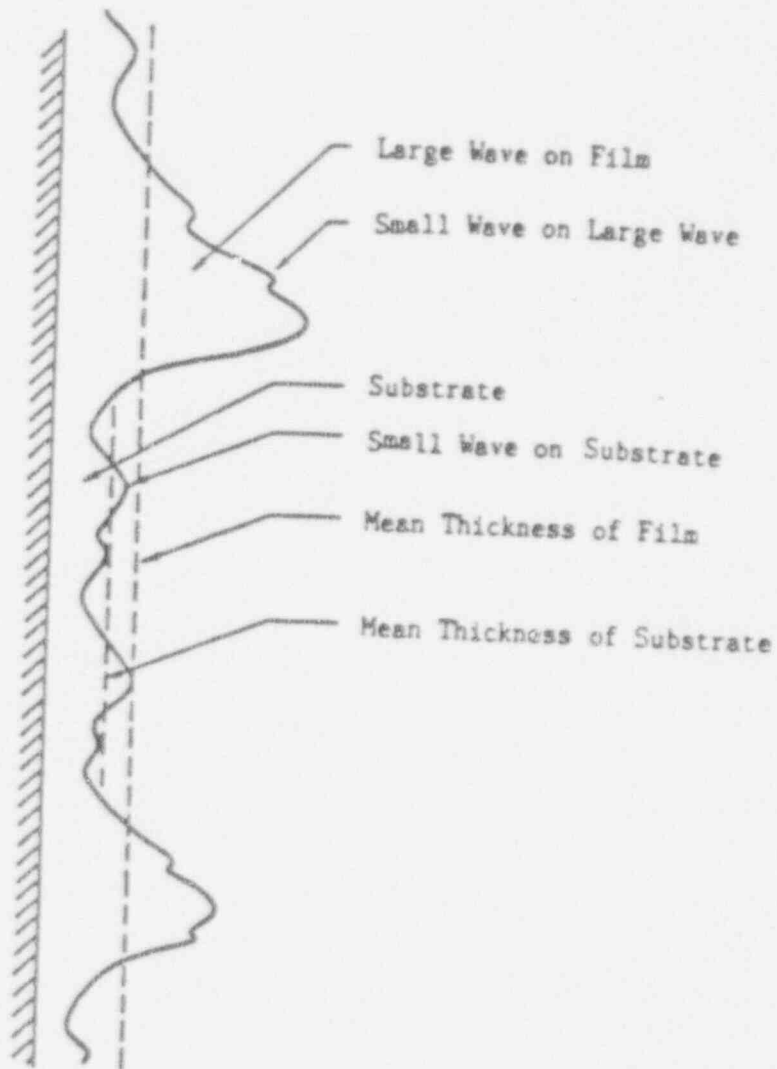 Large Wave on Film
Small Wave on Large Wave
Substrate
Small Wave on Substrate
Mean Thickness of Film
Mean Thickness of Substrate